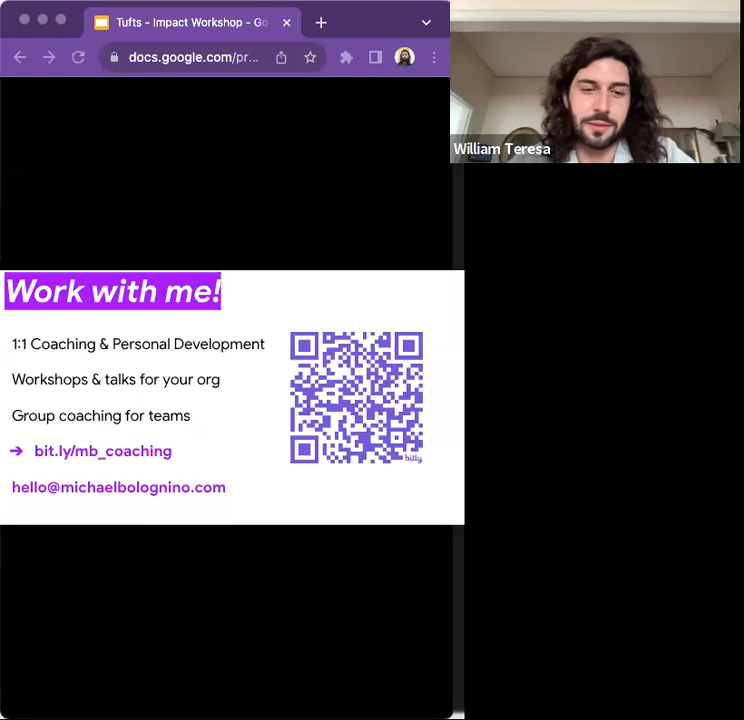 Tufts - Impact Workshop - Go
docs.google.com/pr...
William Teresa
Work with me!
1:1 Coaching & Personal Development
Workshops & talks for your org
Group coaching for teams
➔ bit.ly/mb_coaching
hello@michaelbolognino.com
bitly